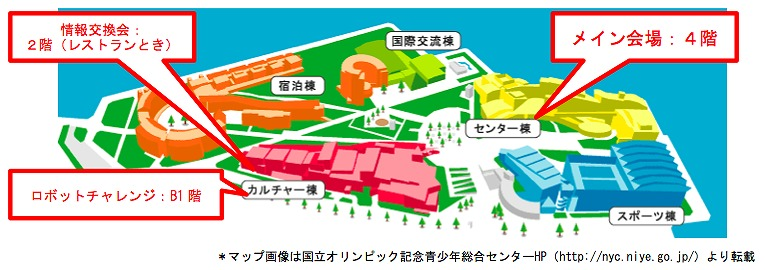 情報交換会：
２階（レストランとき）
国際交流棟
メイン会場：４階
宿泊棟
センター棟
ロボットチャレンジ：B1階
カルチャー棟
スポーツ棟
＊マップ画像は国立オリンピック記念青少年総合センターHP（http://nyc.niye.go.jp/）より転載